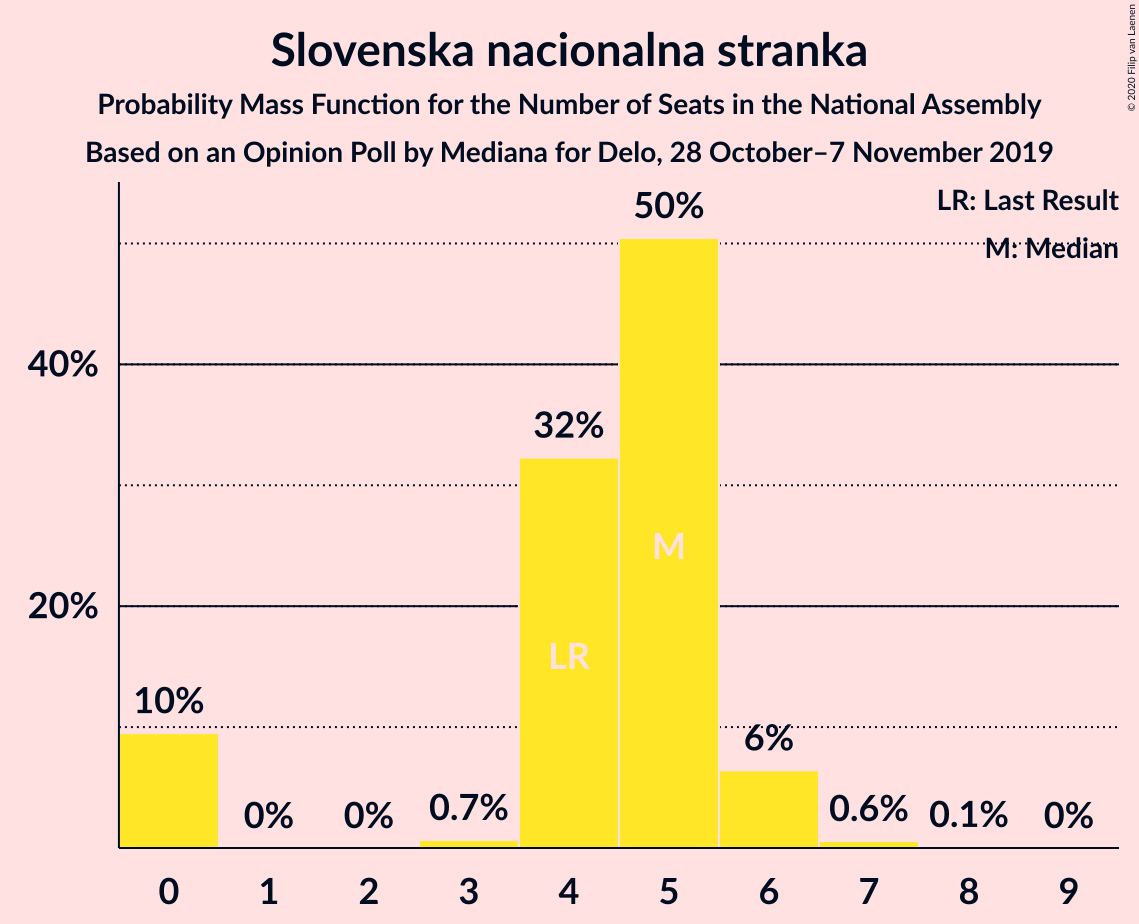 Slovenska nacionalna stranka
Probability Mass Function for the Number of Seats in the National Assembly
Based on an Opinion Poll by Mediana for Delo, 28 October–7 November 2019
© 2020 Filip van Laenen
LR: Last Result
M: Median
40%
20%
10%
0%
0%
0.7%
32%
50%
6%
0.6%
0.1%
0%
LR
M
0 1 2 3 4 5 6 7 8 9